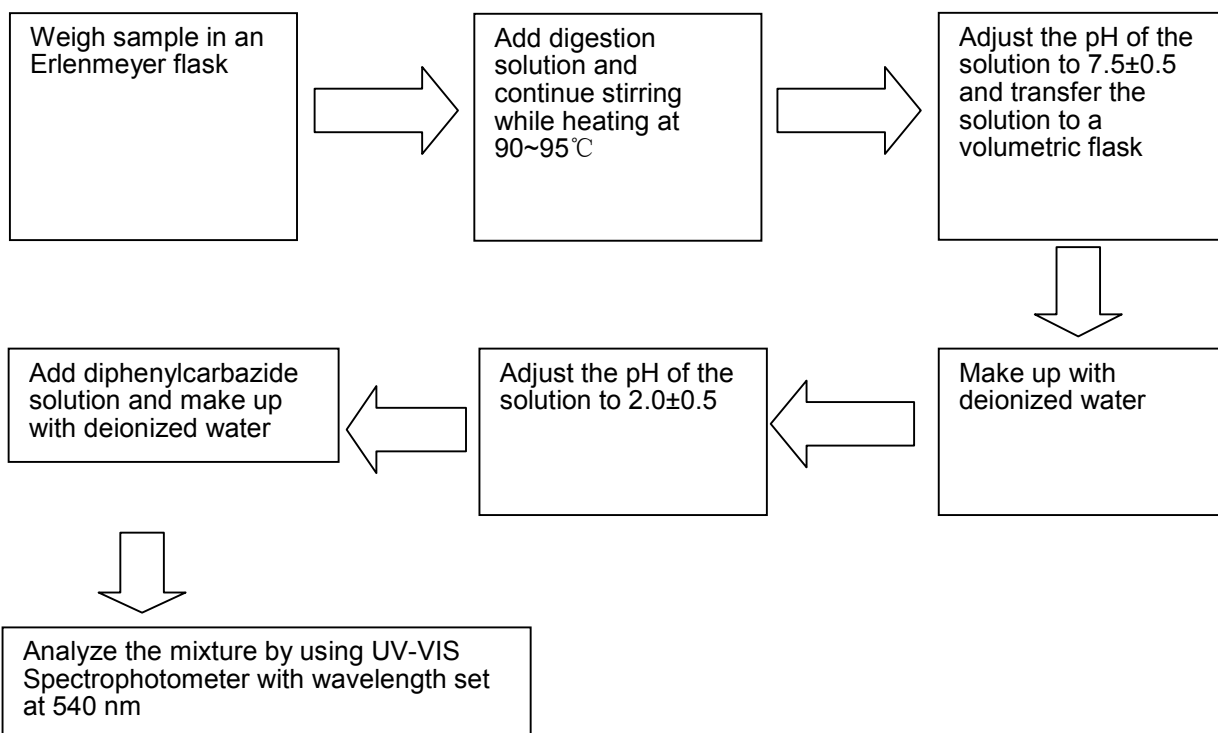 Weigh sample in an
Erlenmeyer flask
Add digestion
solution and
continue stirring
while heating at
90~95℃
Adjust the pH of the
solution to 7.5±0.5
and transfer the
solution to a
volumetric flask
Make up with
deionized water
Adjust the pH of the
solution to 2.0±0.5
Add diphenylcarbazide
solution and make up
with deionized water
Analyze the mixture by using UV-VIS
Spectrophotometer with wavelength set
at 540 nm